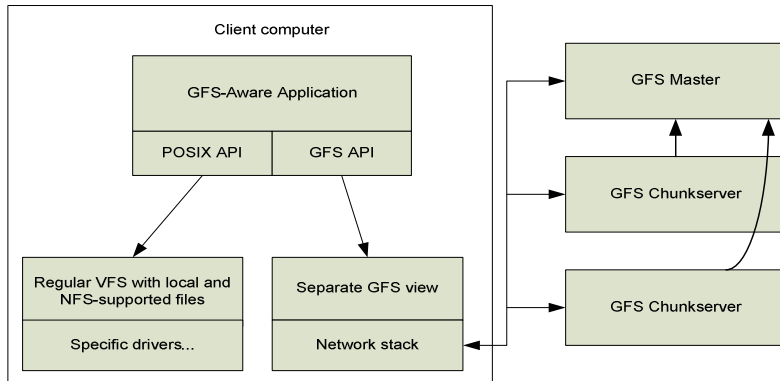 Client computer
GFS-Aware Application
POSIX API
GFS API
Regular VFS with local and
NFS-supported files
Specific drivers...
Separate GFS view
Network stack
GFS Master
GFS Chunkserver
GFS Chunkserver